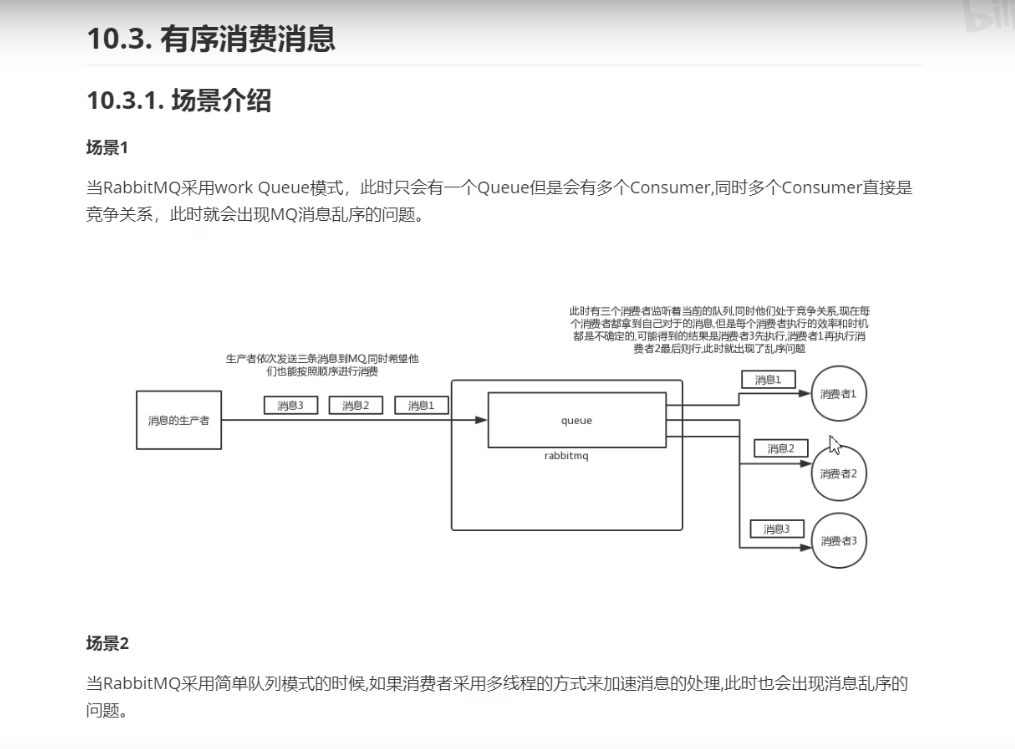 10.3. 有序消费消息
10.3.1. 场景介绍
场景1
当RabbitMQ采用work Queue模式，此时只会有一个Queue但是会有多个Consumer,同时多个Consumer直接是
竞争关系，此时就会出现MQ消息乱序的问题。
此时有三个消费者监听着当前的队列,同时他们处于竞争关系,现在每
个消费者都拿到自己对于的消息,但是每个消费者执行的效率和时机
都是不确定的,可能得到的结果是消费者3先执行,消费者1再执行消
费者2最后则行,此时就出现了乱序问题
生产者依次发送三条消息到MQ,同时希望他
们也能按照顺序进行消费
消息的生产者
消息3
消息2
消息1
queue
rabbitmq
消息1
消费者1
消息2
消费者2
消息3
消费者3
场景2
当RabbitMQ采用简单队列模式的时候,如果消费者采用多线程的方式来加速消息的处理,此时也会出现消息乱序的
问题。